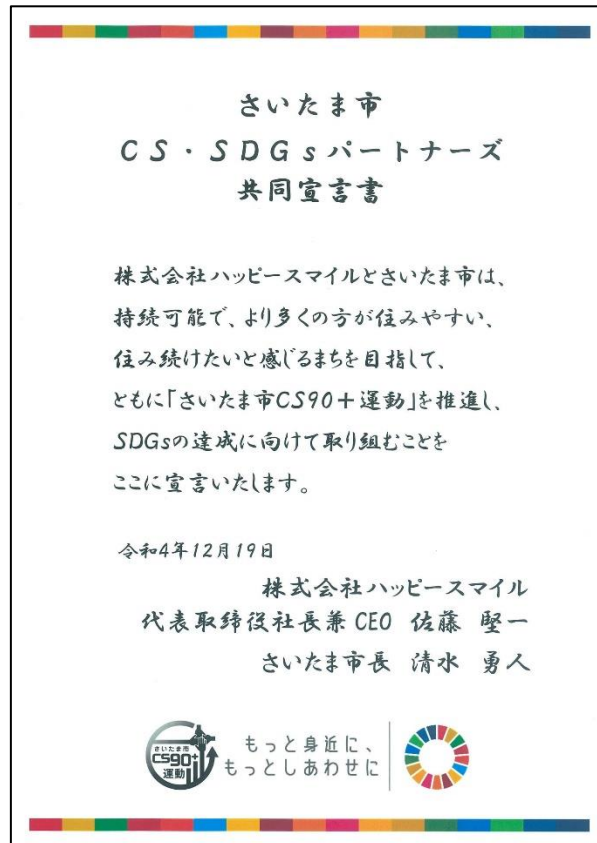 さいたま市
CS・SDGsパートナーズ
共同宣言書
株式会社ハッピースマイルとさいたま市は、
持続可能で、より多くの方が住みやすい、
住み続けたいと感じるまちを目指して、
ともに「さいたま市CS90+運動」を推進し、
SDGsの達成に向けて取り組むことを
ここに宣言いたします。
令和4年12月19日
株式会社ハッピースマイル
代表取締役社長兼CEO 佐藤 堅一
さいたま市長 清水 勇人
さいたま市
CS90+
運動
もっと身近に、
もっとしあわせに